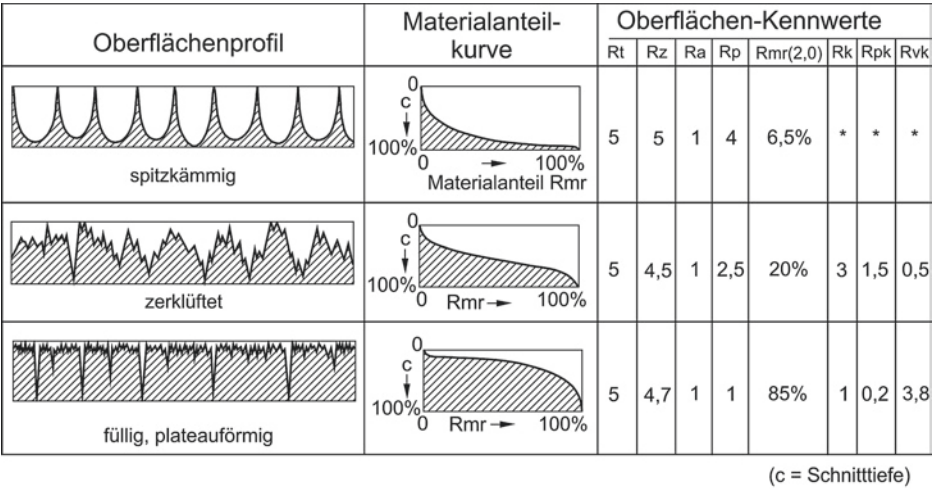 Oberflächenprofil
Materialanteil-
kurve
Oberflächen-Kennwerte
Rt Rz Ra Rp Rmr(2,0) Rk Rpk Rvk
spitzkämmig
0
c
100%
0 100%
Materialanteil Rmr
5 5 1 4 6,5% * * *
zerklüftet
0
c
100%
0 Rmr 100%
5 4,5 1 2,5 20% 3 1,5 0,5
füllig, plateauförmig
0
c
100%
0 Rmr 100%
5 4,7 1 1 85% 1 0,2 3,8
(c = Schnitttiefe)